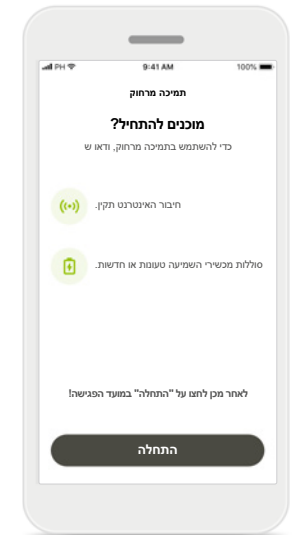 PH 9:41 AM 100%
תמיכה מרחוק
מוכנים להתחיל?
כדי להשתמש בתמיכה מרחוק, ודאו ש
חיבור האינטרנט תקין.
סוללות מכשירי השמיעה טעונות או חדשות.
לאחר מכן לחצו על "התחלה" במועד הפגישה!
התחלה